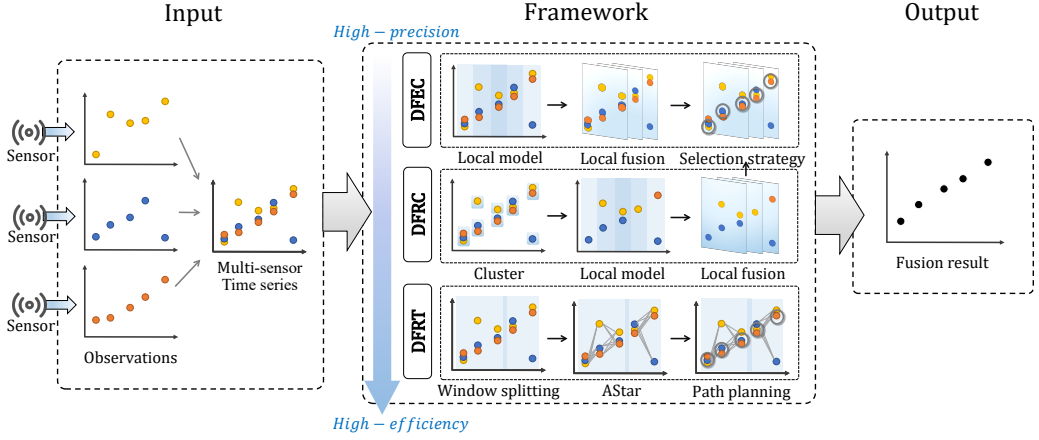 Input
Framework
Output
High − precision
Sensor
Sensor
Sensor
Observations
Multi-sensor
Time series
DFEC
Local model
Local fusion
Selection strategy
DFRC
Cluster
Local model
Local fusion
DFRT
Window splitting
AStar
Path planning
High − efficiency
Fusion result